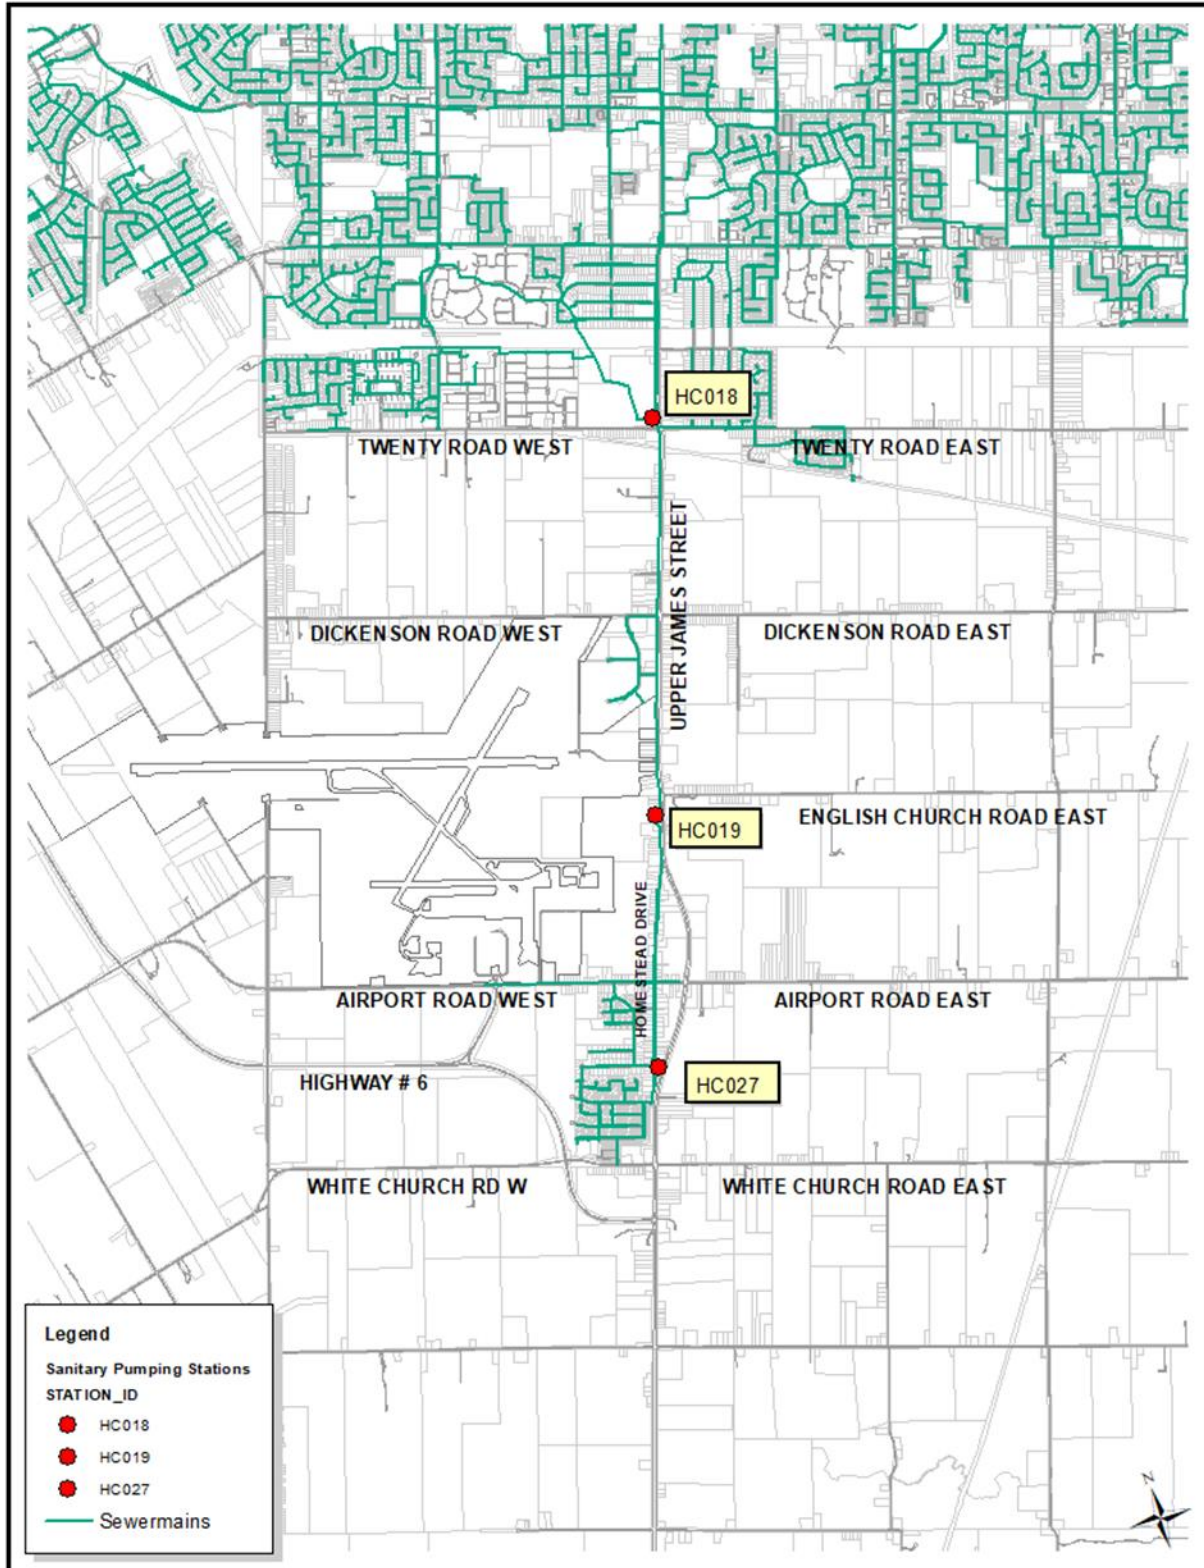 HC018
TWENTY ROAD WEST
TWENTY ROAD EAST
UPPER JAMES STREET
DICKENSON ROAD WEST
DICKENSON ROAD EAST
HC019
ENGLISH CHURCH ROAD EAST
HOMESTEAD DRIVE
AIRPORT ROAD WEST
AIRPORT ROAD EAST
HIGHWAY # 6
HC027
WHITE CHURCH RD W
WHITE CHURCH ROAD EAST
Legend
Sanitary Pumping Stations
STATION_ID
HC018
HC019
HC027
Sewermains
N